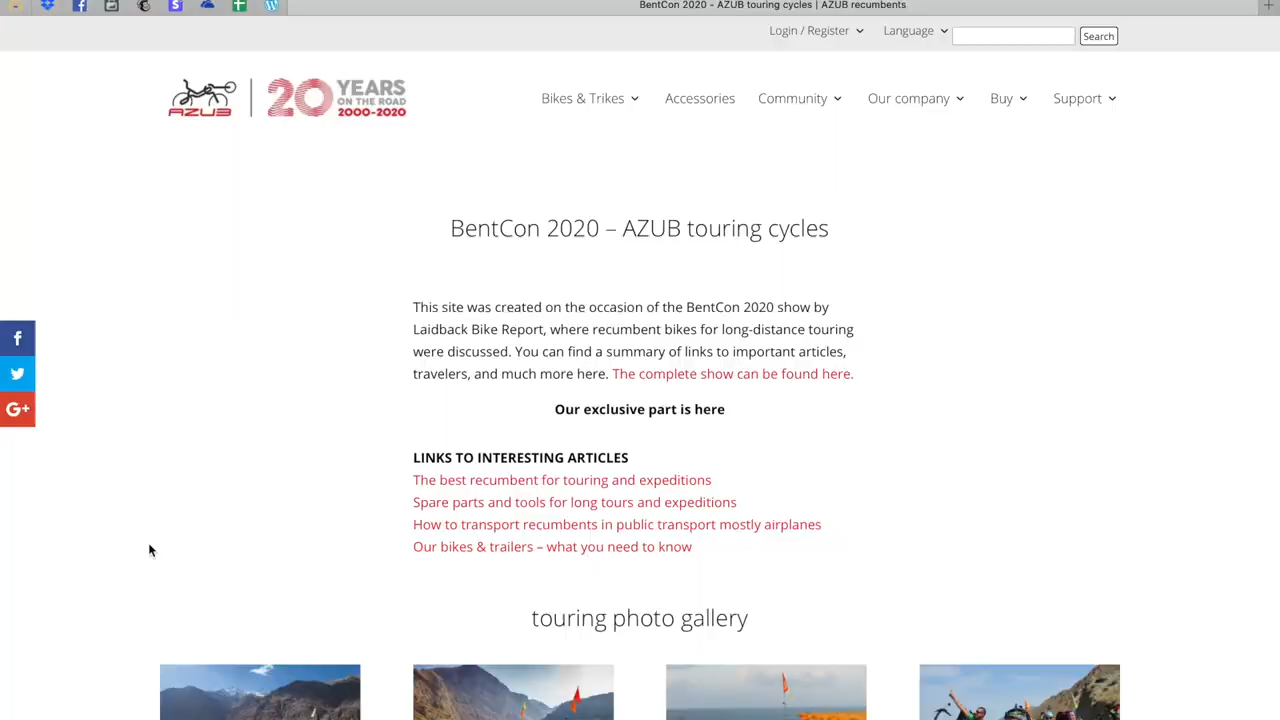 BentCon 2020 – AZUB touring cycles | AZUB recumbents
Login / Register
Language
Search
AZUB
20 YEARS
ON THE ROAD
2000-2020
Bikes & Trikes
Accessories
Community
Our company
Buy
Support
BentCon 2020 – AZUB touring cycles
This site was created on the occasion of the BentCon 2020 show by
Laidback Bike Report, where recumbent bikes for long-distance touring
were discussed. You can find a summary of links to important articles,
travelers, and much more here. The complete show can be found here.
Our exclusive part is here
LINKS TO INTERESTING ARTICLES
The best recumbent for touring and expeditions
Spare parts and tools for long tours and expeditions
How to transport recumbents in public transport mostly airplanes
Our bikes & trailers – what you need to know
touring photo gallery